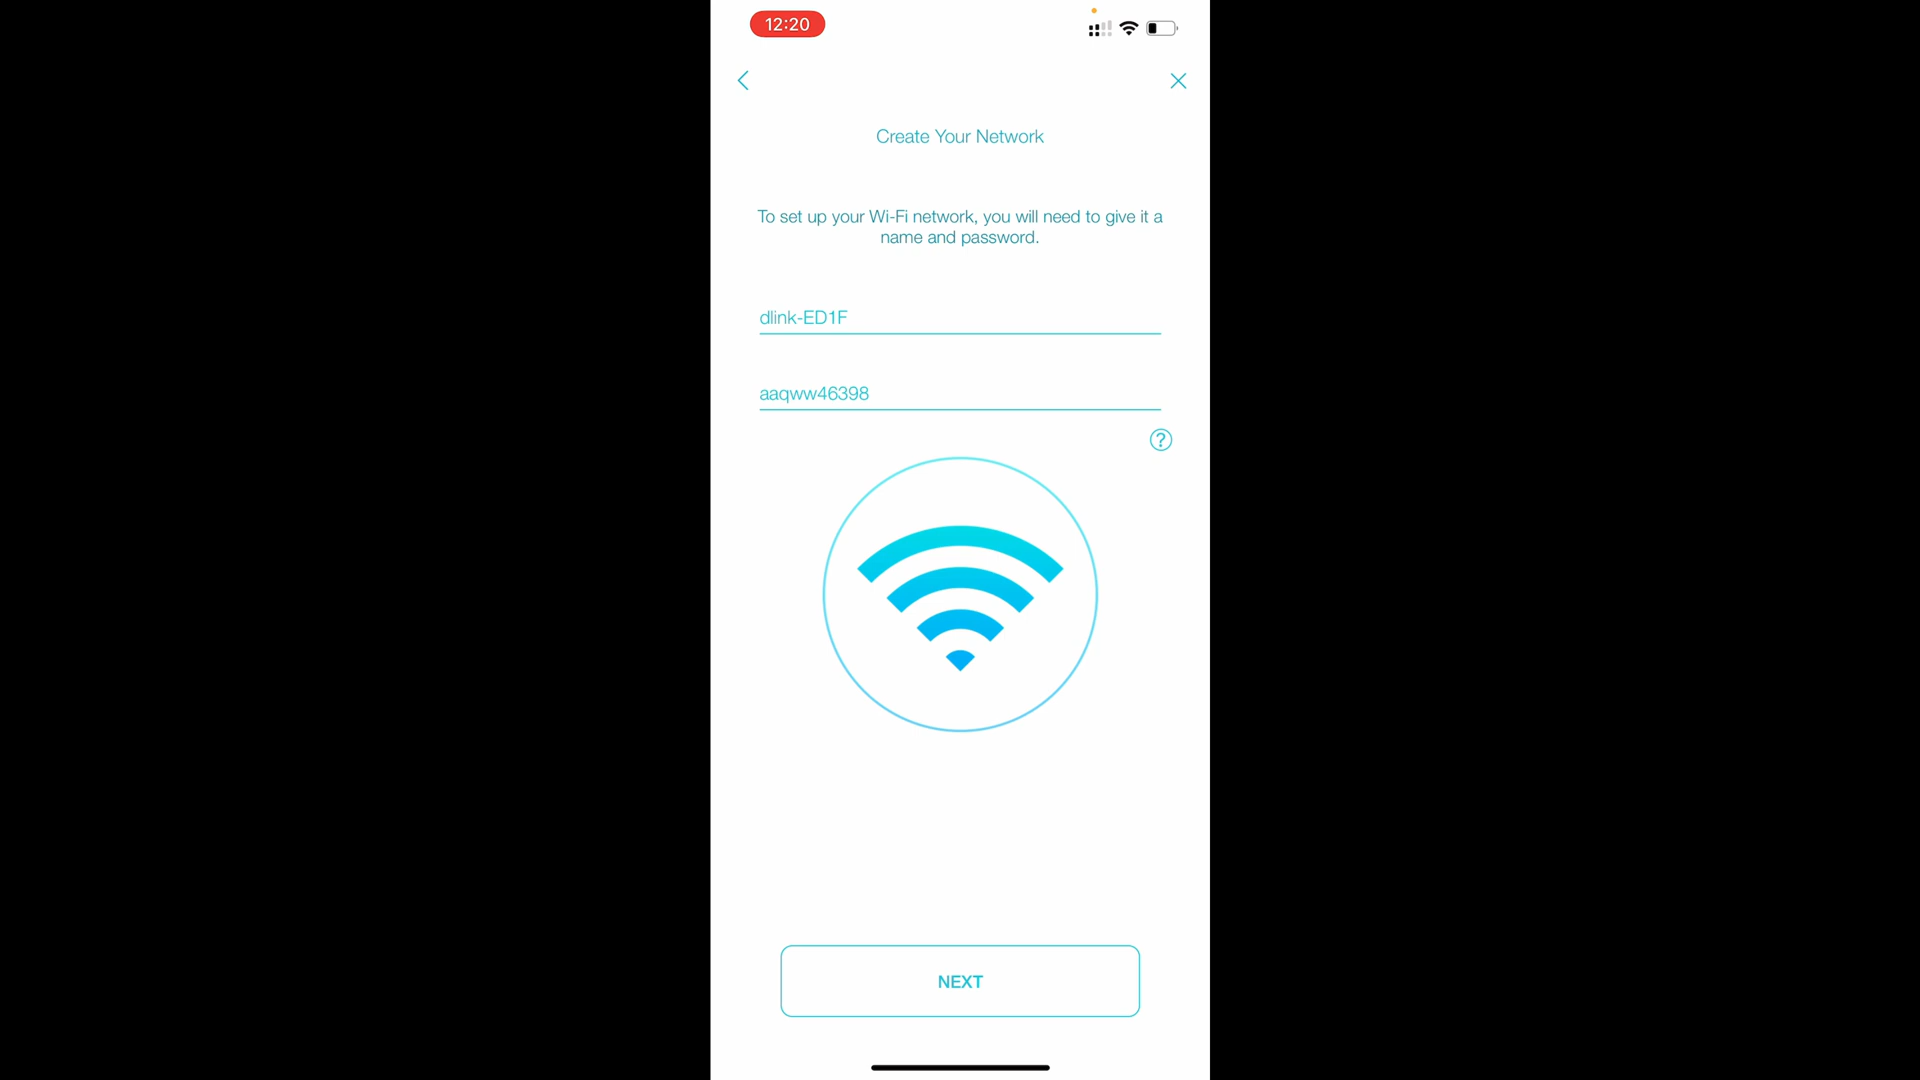 12:20
Create Your Network
To set up your Wi-Fi network, you will need to give it a
name and password.
dlink-ED1F
aaqww46398
?
NEXT